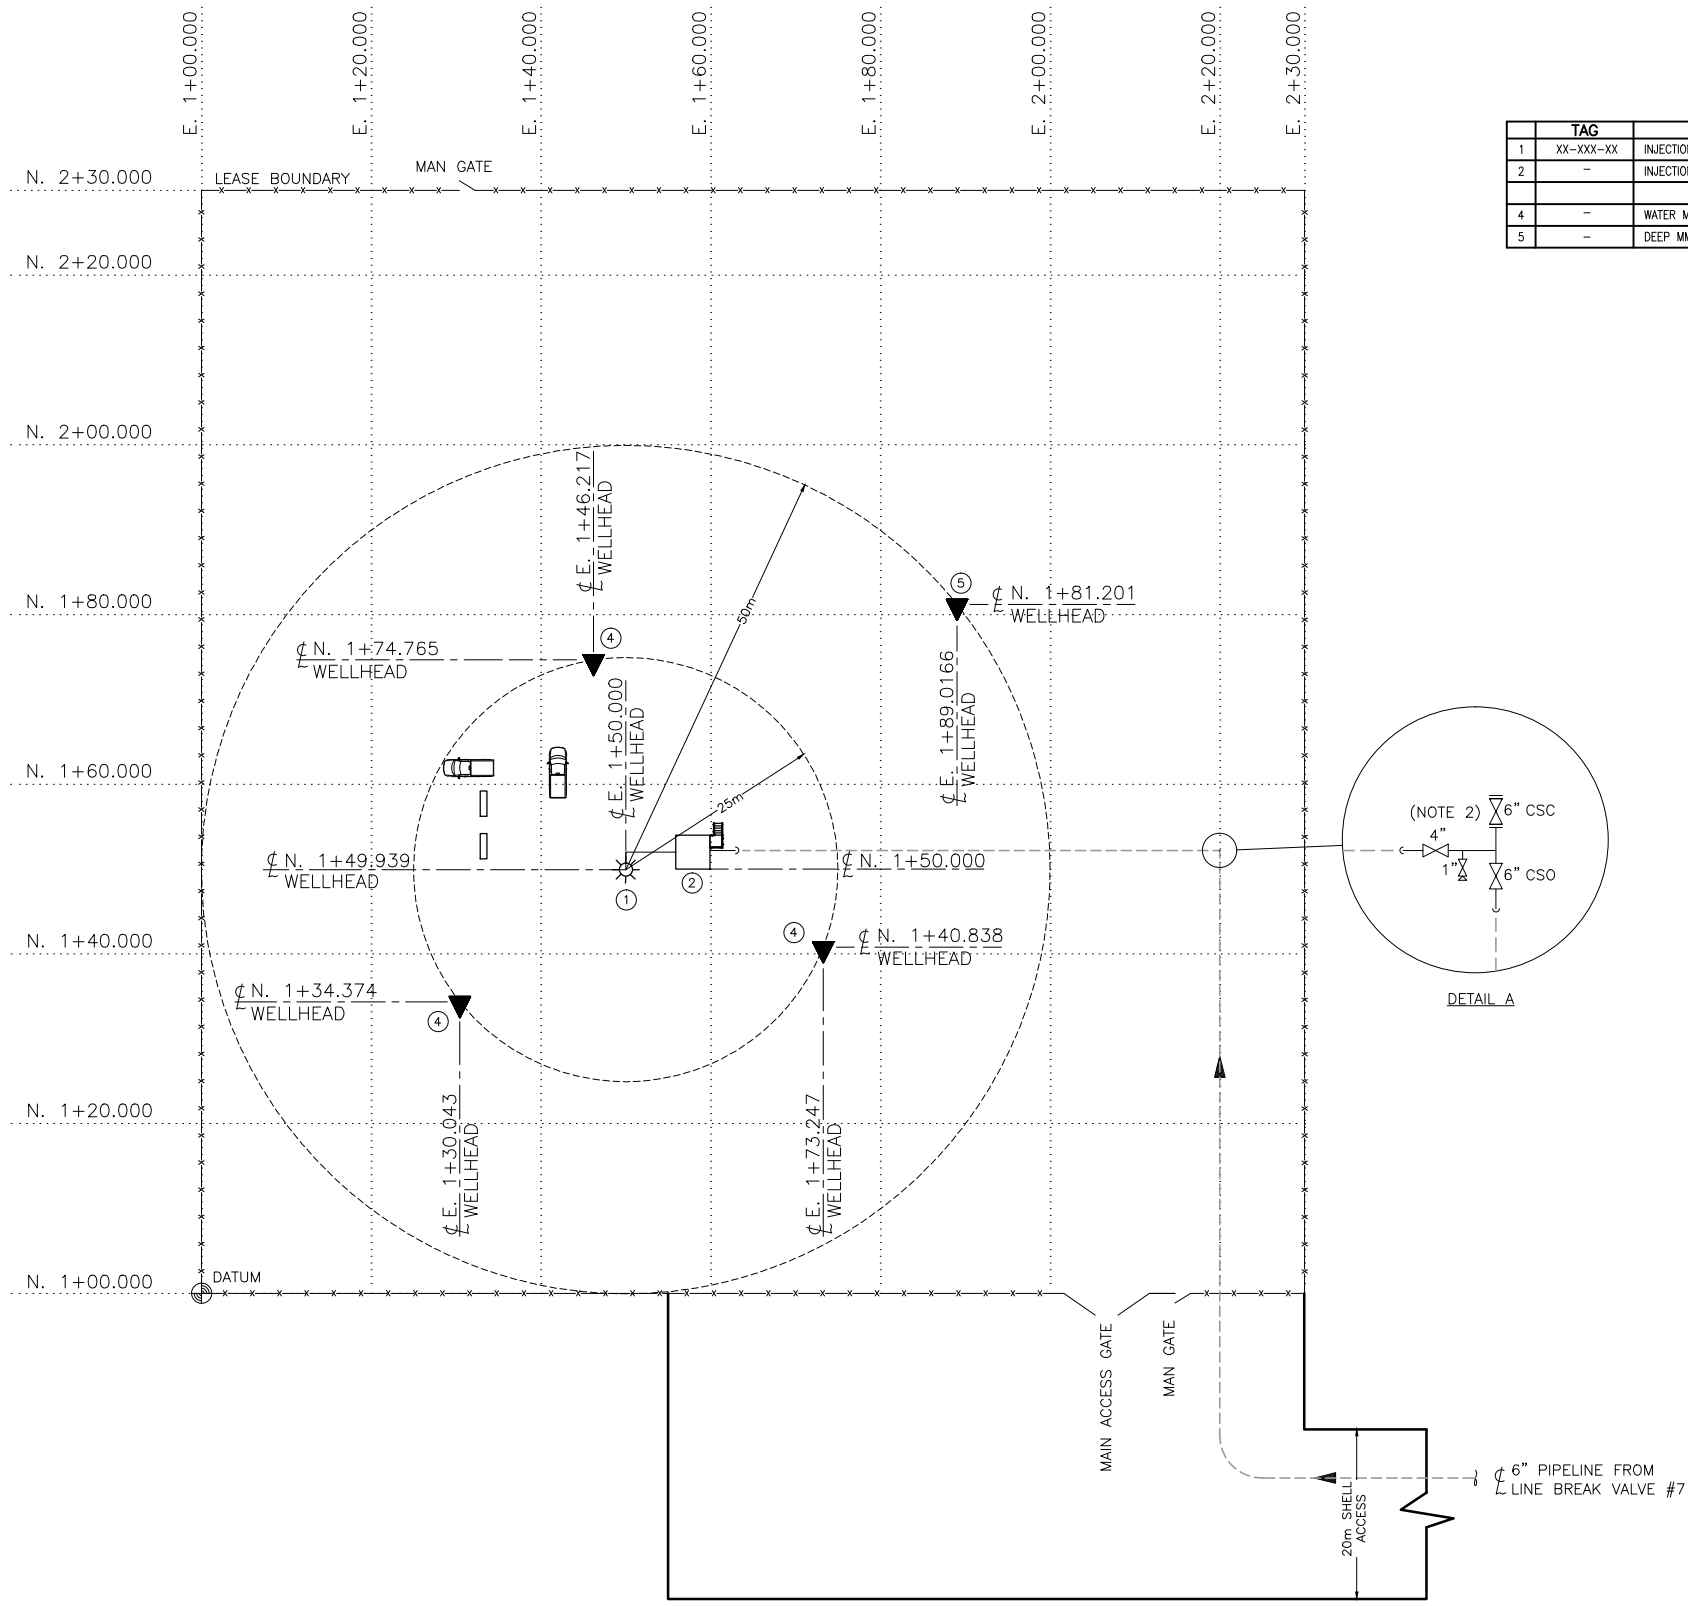 E. 1+00.000
E. 1+20.000
E. 1+40.000
E. 1+60.000
E. 1+80.000
E. 2+00.000
E. 2+20.000
E. 2+30.000
TAG
1 XX-XXX-XX
2 - 
4 - WATER
5 - DEEP
N. 2+30.000
LEASE BOUNDARY
MAN GATE
N. 2+20.000
N. 2+00.000
℄ E. 1+46.217
WELLHEAD
50m
N. 1+80.000
5
℄ N. 1+81.201
WELLHEAD
4
℄ N. 1+74.765
WELLHEAD
℄ E. 1+50.000
WELLHEAD
℄ E. 1+89.0166
WELLHEAD
N. 1+60.000
25m
(NOTE 2)
6" CSC
4"
1"
6" CSO
℄ N. 1+49.939
WELLHEAD
1
2
℄ N. 1+50.000
4
℄ N. 1+40.838
WELLHEAD
N. 1+40.000
℄ N. 1+34.374
WELLHEAD
4
DETAIL A
N. 1+20.000
℄ E. 1+30.043
WELLHEAD
℄ E. 1+73.247
WELLHEAD
N. 1+00.000
DATUM
MAIN ACCESS GATE
MAN GATE
20m SHELL
ACCESS
℄ 6" PIPELINE FROM
LINE BREAK VALVE #7